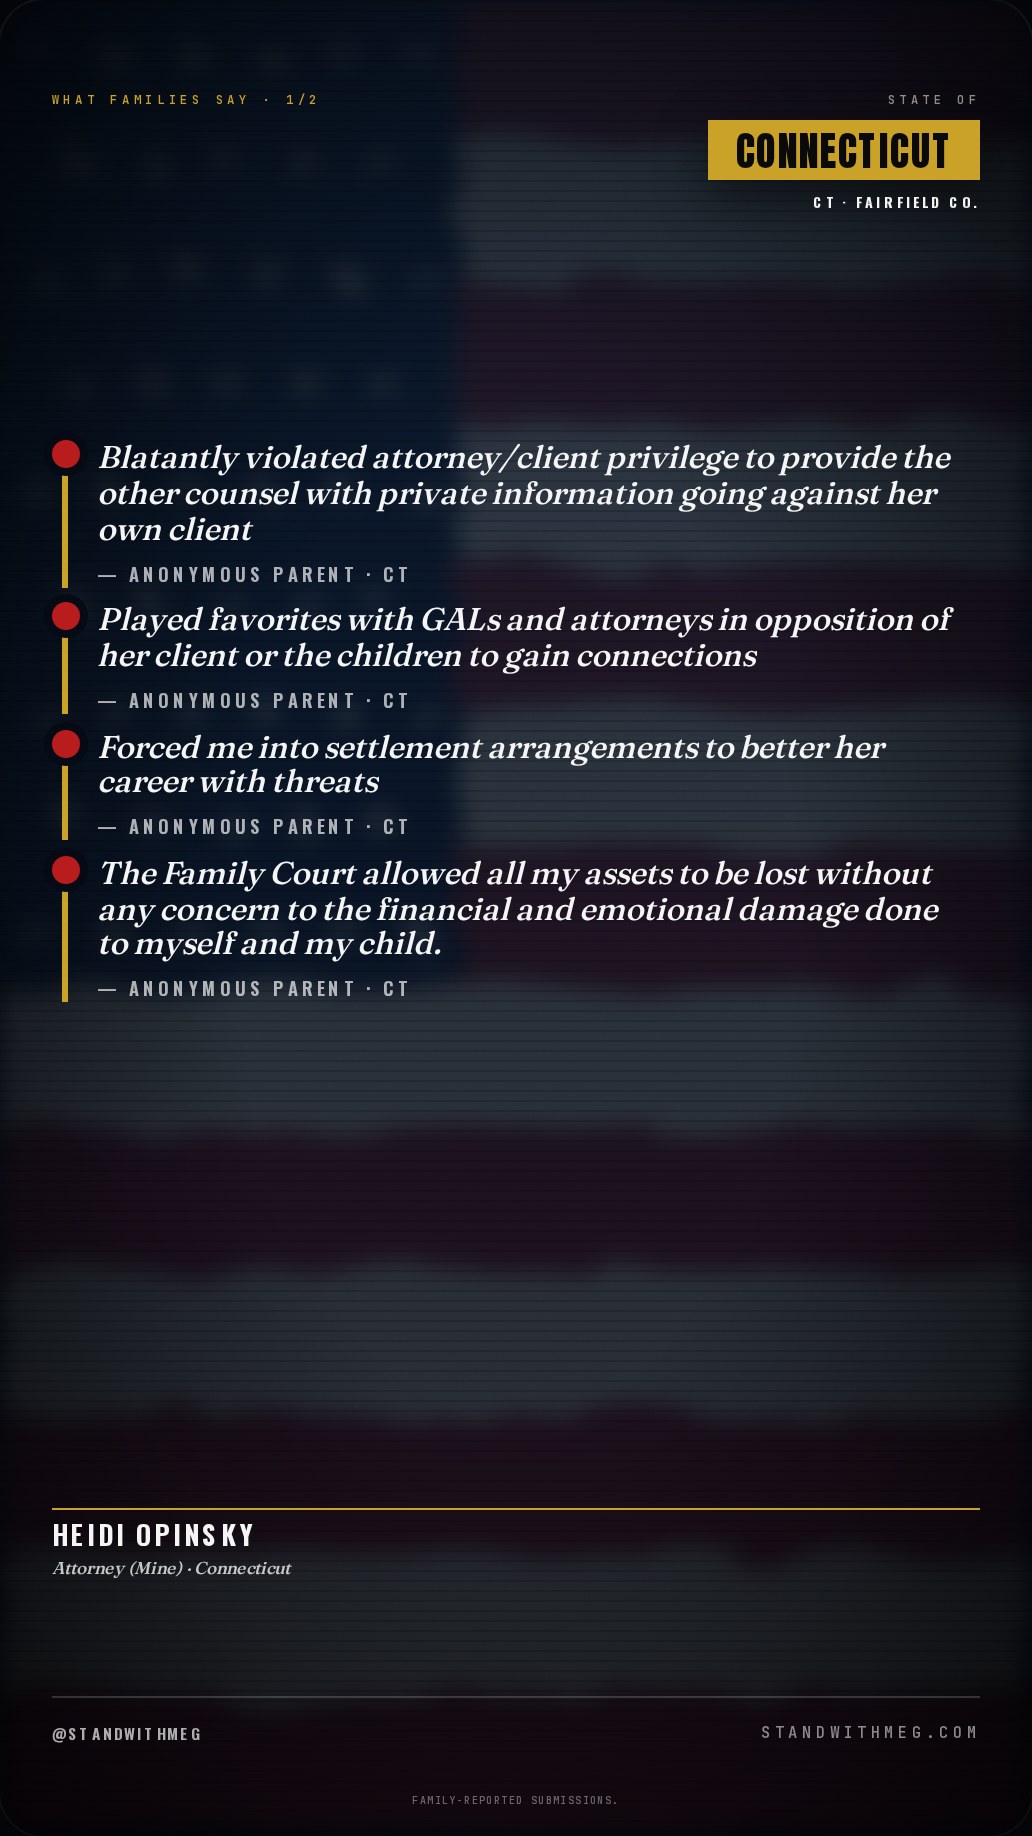 WHAT FAMILIES SAY · 1/2
STATE OF
CONNECTICUT
CT · FAIRFIELD CO.
Blatantly violated attorney/client privilege to provide the
other counsel with private information going against her
own client
— ANONYMOUS PARENT · CT
Played favorites with GALs and attorneys in opposition of
her client or the children to gain connections
— ANONYMOUS PARENT · CT
Forced me into settlement arrangements to better her
career with threats
— ANONYMOUS PARENT · CT
The Family Court allowed all my assets to be lost without
any concern to the financial and emotional damage done
to myself and my child.
— ANONYMOUS PARENT · CT
HEIDI OPINSKY
Attorney (Mine) · Connecticut
@STANDWITHMEG
STANDWITHMEG.COM
FAMILY-REPORTED SUBMISSIONS.